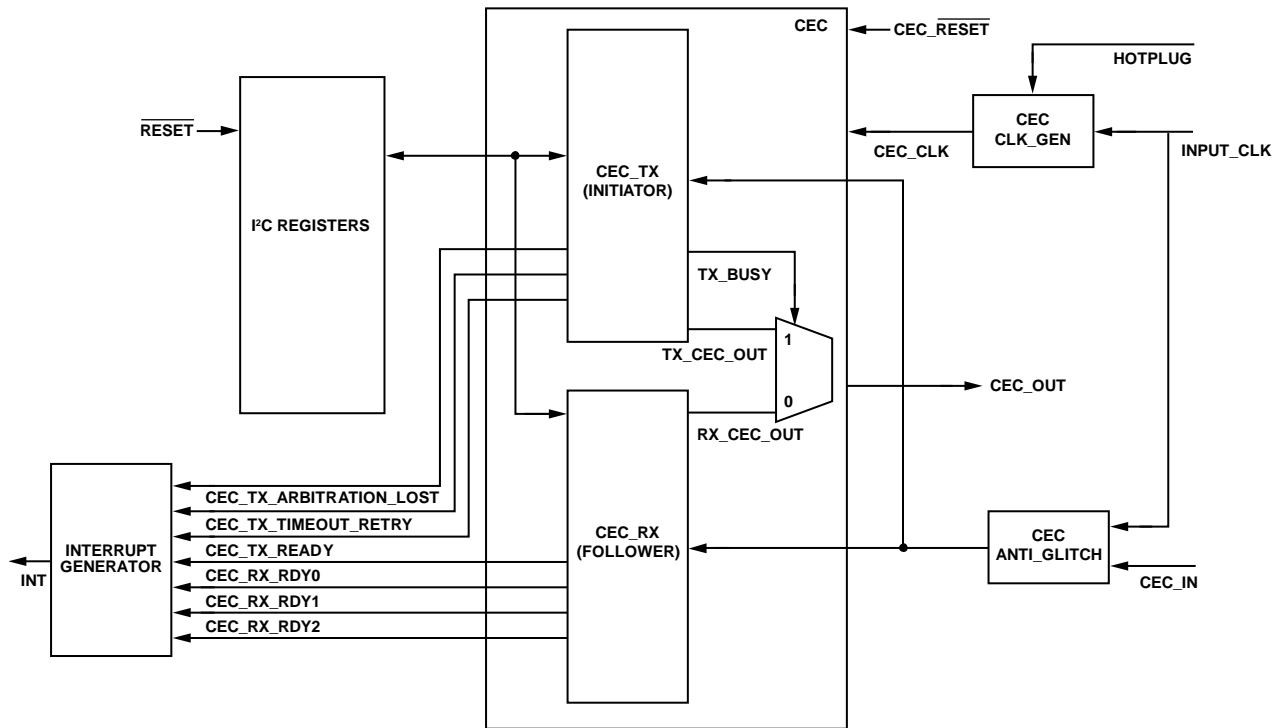 CEC
CEC_RESET
HOTPLUG
CEC
CLK_GEN
RESET
CEC_CLK
INPUT_CLK
CEC_TX
(INITIATOR)
I²C REGISTERS
TX_BUSY
1
TX_CEC_OUT
CEC_OUT
0
RX_CEC_OUT
CEC_TX_ARBITRATION_LOST
CEC_TX_TIMEOUT_RETRY
CEC_RX
(FOLLOWER)
CEC
ANTI_GLITCH
INTERRUPT
GENERATOR
CEC_TX_READY
INT
CEC_RX_RDY0
CEC_IN
CEC_RX_RDY1
CEC_RX_RDY2